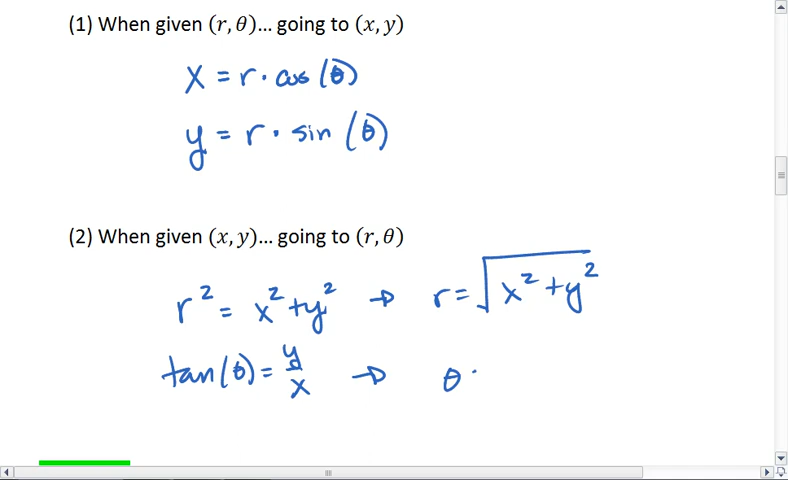 (1) When given (r, θ)... going to (x, y)
x = r · cos(θ)
y = r · sin(θ)
(2) When given (x, y)... going to (r, θ)
r² = x² + y² → r = √(x² + y²)
tan(θ) = y/x → θ